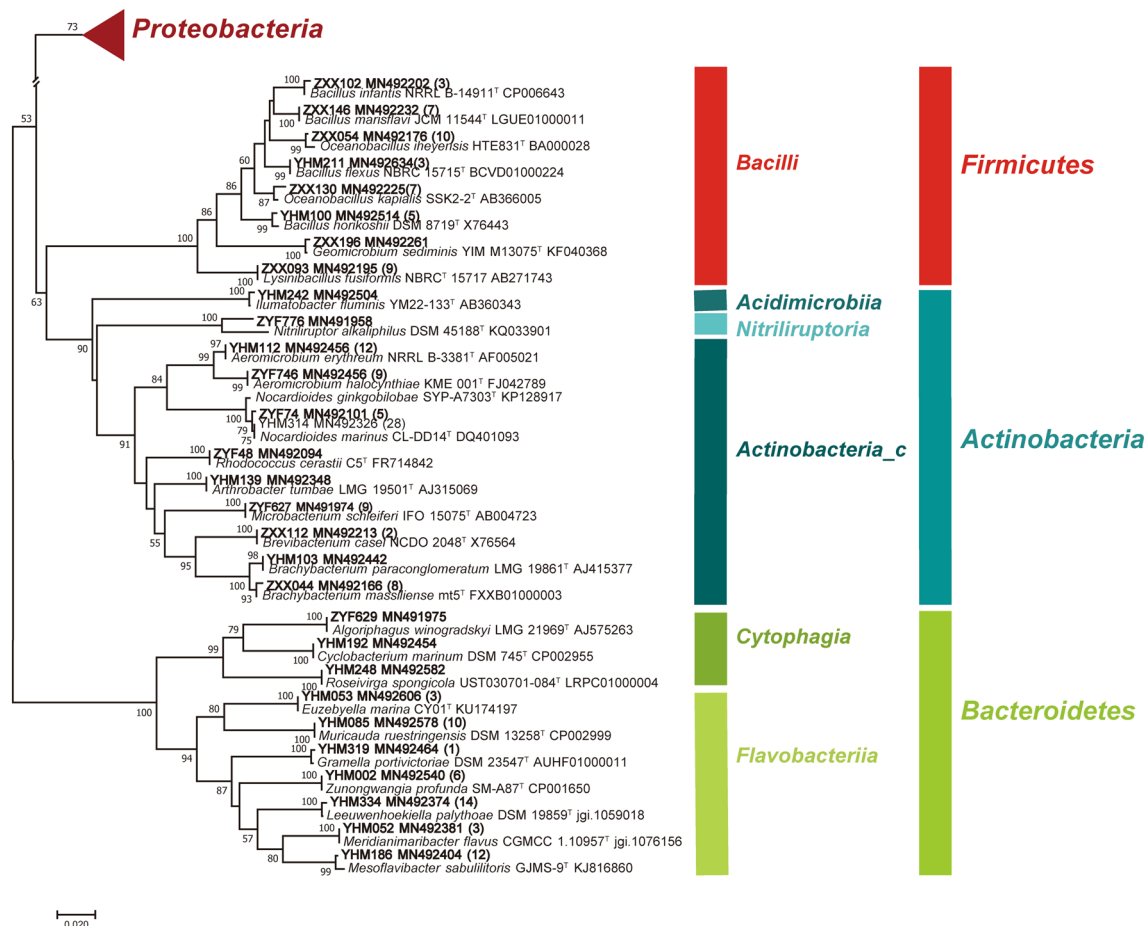 73
Proteobacteria
53
100 ZXX102 MN492202 (3)
Bacillus infantis NRRL B-14911ᵀ CP006643
ZXX146 MN492232 (7)
100 Bacillus marisflavi JCM 11544ᵀ LGUE01000011
ZXX054 MN492176 (10)
99 Oceanobacillus iheyensis HTE831ᵀ BA000028
60 YHM211 MN492634(3)
99 Bacillus flexus NBRC 15715ᵀ BCVD01000224
Bacilli
Firmicutes
86 ZXX130 MN492225(7)
87 Oceanobacillus kapialis SSK2-2ᵀ AB366005
86 YHM100 MN492514 (5)
99 Bacillus horikoshii DSM 8719ᵀ X76443
100 ZXX196 MN492261
100 Geomicrobium sediminis YIM M13075ᵀ KF040368
ZXX093 MN492195 (9)
100 Lysinibacillus fusiformis NBRCᵀ 15717 AB271743
63
100 YHM242 MN492504
Ilumatobacter fluminis YM22-133ᵀ AB360343
Acidimicrobiia
100 ZYF776 MN491958
Nitriliruptor alkaliphilus DSM 45188ᵀ KQ033901
Nitriliruptoria
90
97 YHM112 MN492456 (12)
99 Aeromicrobium erythreum NRRL B-3381ᵀ AF005021
84 ZYF746 MN492456 (9)
99 Aeromicrobium halocynthiae KME 001ᵀ FJ042789
Nocardioides ginkgobilobae SYP-A7303ᵀ KP128917
100 ZYF74 MN492101 (5)
79 YHM314 MN492326 (28)
75 Nocardioides marinus CL-DD14ᵀ DQ401093
91
Actinobacteria_c
Actinobacteria
ZYF48 MN492094
100 Rhodococcus cerastii C5ᵀ FR714842
100 YHM139 MN492348
Arthrobacter tumbae LMG 19501ᵀ AJ315069
100 ZYF627 MN491974 (9)
Microbacterium schleiferi IFO 15075ᵀ AB004723
55
100 ZXX112 MN492213 (2)
Brevibacterium casei NCDO 2048ᵀ X76564
95
98 YHM103 MN492442
Brachybacterium paraconglomeratum LMG 19861ᵀ AJ415377
100 ZXX044 MN492166 (8)
93 Brachybacterium massiliense mt5ᵀ FXXB01000003
100 ZYF629 MN491975
79 Algoriphagus winogradskyi LMG 21969ᵀ AJ575263
Cytophagia
99 YHM192 MN492454
100 Cyclobacterium marinum DSM 745ᵀ CP002955
YHM248 MN492582
100 Roseivirga spongicola UST030701-084ᵀ LRPC01000004
100
100 YHM053 MN492606 (3)
80 Euzebyella marina CY01ᵀ KU174197
Bacteroidetes
YHM085 MN492578 (10)
100 Muricauda ruestringensis DSM 13258ᵀ CP002999
94
100 YHM319 MN492464 (1)
Gramella portivictoriae DSM 23547ᵀ AUHF01000011
Flavobacteriia
87
100 YHM002 MN492540 (6)
Zunongwangia profunda SM-A87ᵀ CP001650
100 YHM334 MN492374 (14)
Leeuwenhoekiella palythoae DSM 19859ᵀ jgi.1059018
57
100 YHM052 MN492381 (3)
Meridianimaribacter flavus CGMCC 1.10957ᵀ jgi.1076156
80 YHM186 MN492404 (12)
99 Mesoflavibacter sabulilitoris GJMS-9ᵀ KJ816860
0.020